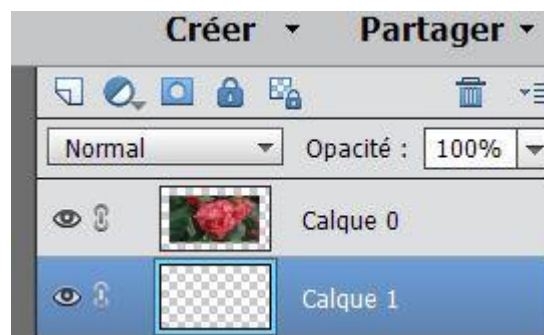 Créer Partager
Normal Opacité : 100%
Calque 0
Calque 1